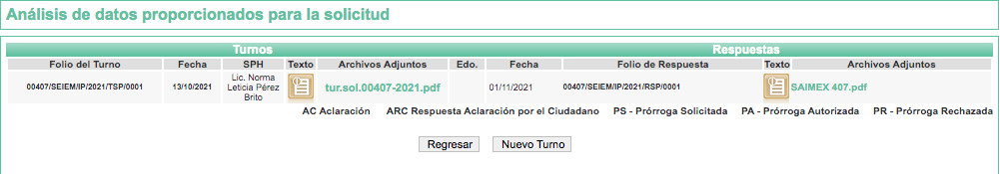 Análisis de datos proporcionados para la solicitud
Turnos Respuestas
Folio del Turno Fecha SPH Texto Archivos Adjuntos Edo. Fecha Folio de Respuesta Texto Archivos Adjuntos
00407/SEIEM/IP/2021/TSP/0001 13/10/2021 Lic. Norma Leticia Pérez Brito tur.sol.00407-2021.pdf 01/11/2021 00407/SEIEM/IP/2021/RSP/0001 SAIMEX 407.pdf
AC Aclaración ARC Respuesta Aclaración por el Ciudadano PS - Prórroga Solicitada PA - Prórroga Autorizada PR - Prórroga Rechazada
Regresar Nuevo Turno